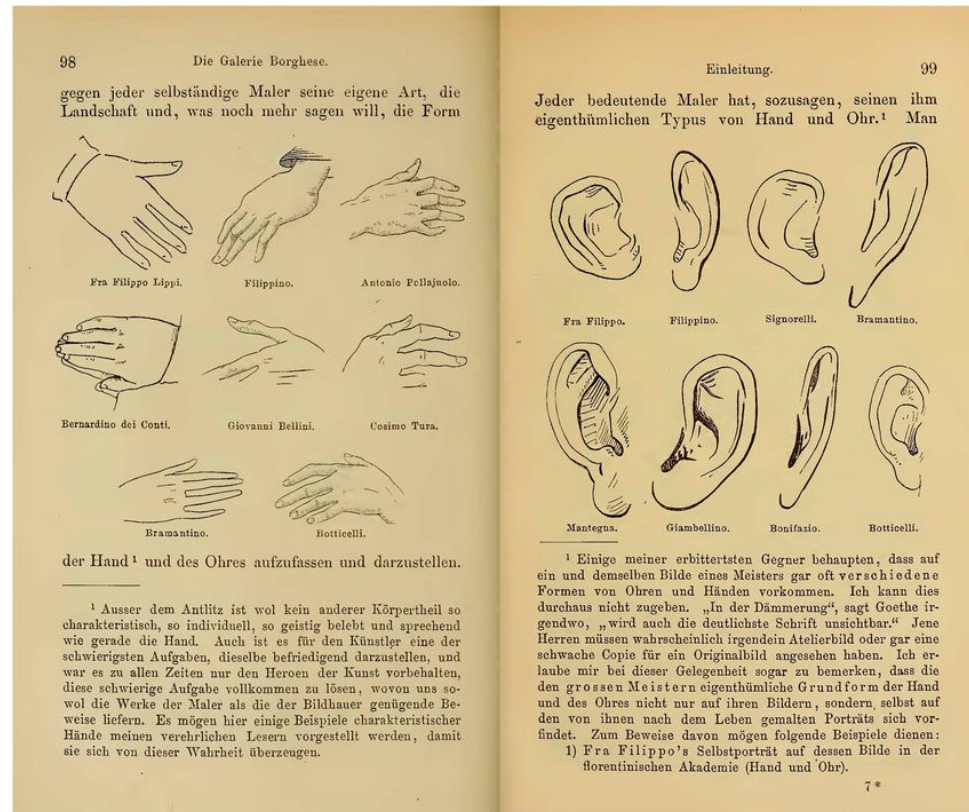 98
Die Galerie Borghese.
gegen jeder selbständige Maler seine eigene Art, die
Landschaft und, was noch mehr sagen will, die Form
Fra Filippo Lippi.
Filippino.
Antonio Pollajuolo.
Bernardino dei Conti.
Giovanni Bellini.
Cosimo Tura.
Bramantino.
Botticelli.
der Hand¹ und des Ohres aufzufassen und darzustellen.
¹ Ausser dem Antlitz ist wol kein anderer Körpertheil so
charakteristisch, so individuell, so geistig belebt und sprechend
wie gerade die Hand. Auch ist es für den Künstler eine der
schwierigsten Aufgaben, dieselbe befriedigend darzustellen, und
war es zu allen Zeiten nur den Heroen der Kunst vorbehalten,
diese schwierige Aufgabe vollkommen zu lösen, wovon uns so-
wol die Werke der Maler als die der Bildhauer genügende Be-
weise liefern. Es mögen hier einige Beispiele charakteristischer
Hände meinen verehrlichen Lesern vorgestellt werden, damit
sie sich von dieser Wahrheit überzeugen.
Einleitung.
99
Jeder bedeutende Maler hat, sozusagen, seinen ihm
eigenthümlichen Typus von Hand und Ohr.¹ Man
Fra Filippo.
Filippino.
Signorelli.
Bramantino.
Mantegna.
Giambellino.
Bonifazio.
Botticelli.
¹ Einige meiner erbittertsten Gegner behaupten, dass auf
ein und demselben Bilde eines Meisters gar oft verschiedene
Formen von Ohren und Händen vorkommen. Ich kann dies
durchaus nicht zugeben. „In der Dämmerung“, sagt Goethe ir-
gendwo, „wird auch die deutlichste Schrift unsichtbar.“ Jene
Herren müssen wahrscheinlich irgendein Atelierbild oder gar eine
schwache Copie für ein Originalbild angesehen haben. Ich er-
laube mir bei dieser Gelegenheit sogar zu bemerken, dass die
den grossen Meistern eigenthümliche Grundform der Hand
und des Ohres nicht nur auf ihren Bildern, sondern selbst auf
den von ihnen nach dem Leben gemalten Porträts sich vor-
findet. Zum Beweise davon mögen folgende Beispiele dienen:
1) Fra Filippo's Selbstporträt auf dessen Bilde in der
florentinischen Akademie (Hand und Ohr).
7*